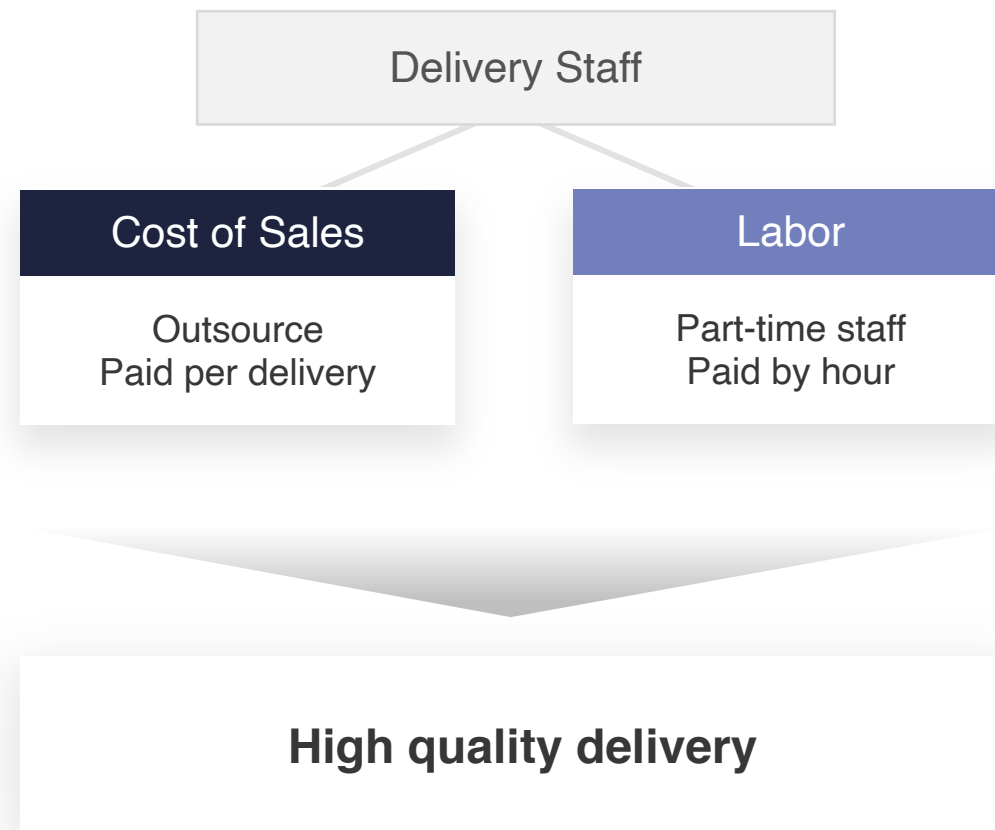 Delivery Staff
Cost of Sales
Outsource
Paid per delivery
Labor
Part-time staff
Paid by hour
High quality delivery